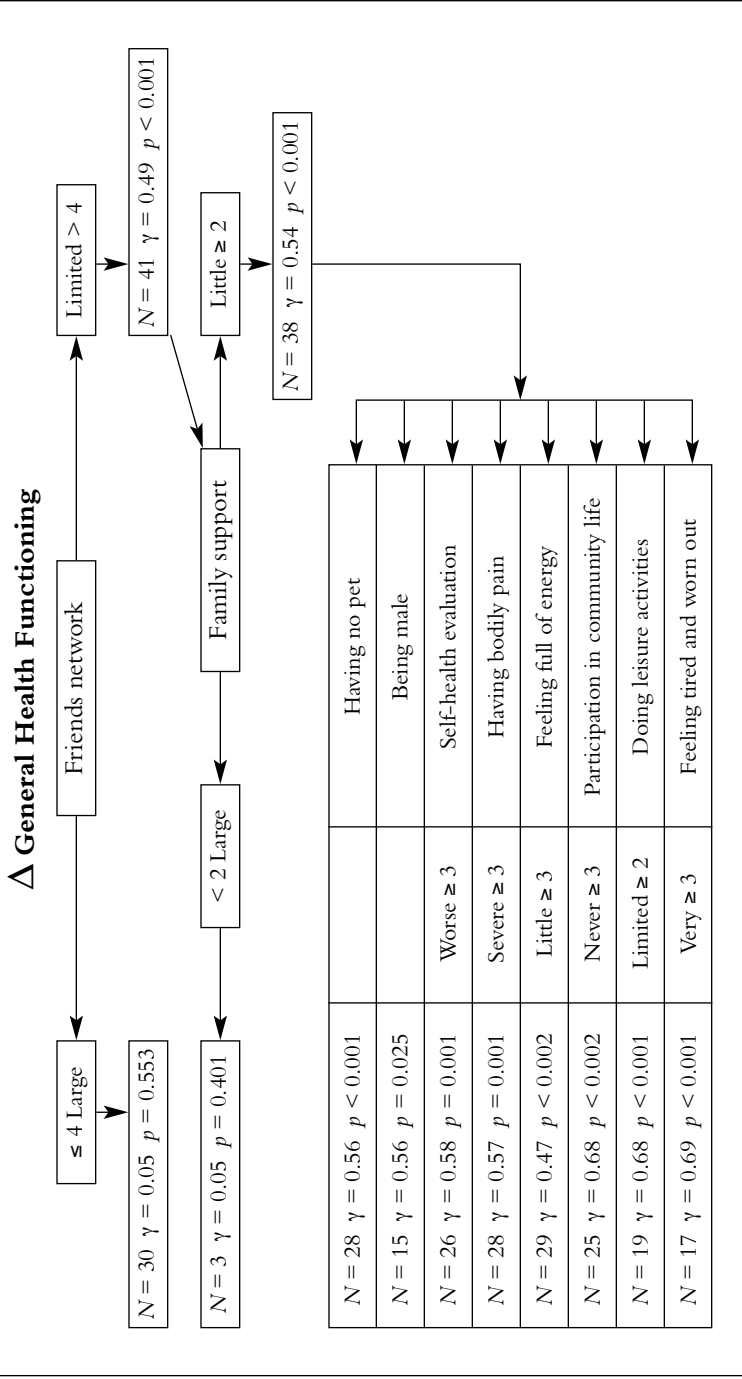 Δ General Health Functioning
Friends network
≤ 4 Large
Limited > 4
N = 30 γ = 0.05 p = 0.553
N = 41 γ = 0.49 p < 0.001
Family support
< 2 Large
Little ≥ 2
N = 3 γ = 0.05 p = 0.401
N = 38 γ = 0.54 p < 0.001
N = 28 γ = 0.56 p < 0.001 Having no pet
N = 15 γ = 0.56 p = 0.025 Being male
N = 26 γ = 0.58 p = 0.001 Worse ≥ 3 Self-health evaluation
N = 28 γ = 0.57 p = 0.001 Severe ≥ 3 Having bodily pain
N = 29 γ = 0.47 p < 0.002 Little ≥ 3 Feeling full of energy
N = 25 γ = 0.68 p < 0.002 Never ≥ 3 Participation in community life
N = 19 γ = 0.68 p < 0.001 Limited ≥ 2 Doing leisure activities
N = 17 γ = 0.69 p < 0.001 Very ≥ 3 Feeling tired and worn out